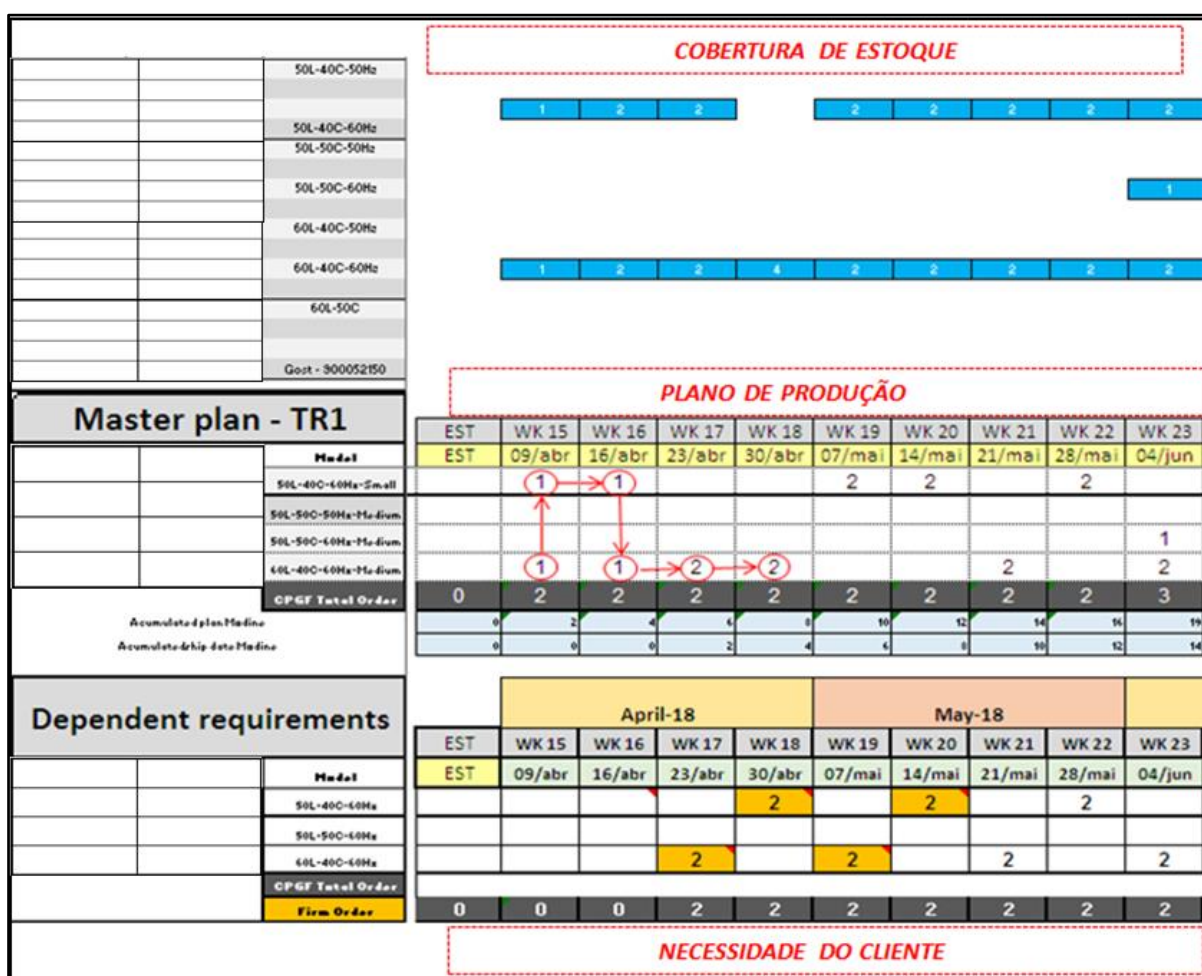 COBERTURA DE ESTOQUE
50L-40C-50Hz
1 2 2 2 2 2 2 2
50L-40C-60Hz
50L-50C-50Hz
50L-50C-60Hz 1
60L-40C-50Hz
60L-40C-60Hz 1 2 2 4 2 2 2 2 2
60L-50C
Gost - 900052150
PLANO DE PRODUÇÃO
Master plan - TR1
EST WK 15 WK 16 WK 17 WK 18 WK 19 WK 20 WK 21 WK 22 WK 23
Model EST 09/abr 16/abr 23/abr 30/abr 07/mai 14/mai 21/mai 28/mai 04/jun
50L-40C-60Hz-Small 1 1 2 2 2
50L-50C-50Hz-Medium
50L-50C-60Hz-Medium 1
60L-40C-60Hz-Medium 1 1 2 2 2 2
CPGF Total Order 0 2 2 2 2 2 2 2 2 3
Acumulated plan Madine 0 2 4 6 8 10 12 14 16 19
Acumulated ship date Madine 0 0 0 2 4 6 8 10 12 14
Dependent requirements
April-18 May-18
EST WK 15 WK 16 WK 17 WK 18 WK 19 WK 20 WK 21 WK 22 WK 23
Model EST 09/abr 16/abr 23/abr 30/abr 07/mai 14/mai 21/mai 28/mai 04/jun
50L-40C-60Hz 2 2 2
50L-50C-60Hz
60L-40C-60Hz 2 2 2 2
CPGF Total Order
Firm Order 0 0 0 2 2 2 2 2 2 2
NECESSIDADE DO CLIENTE